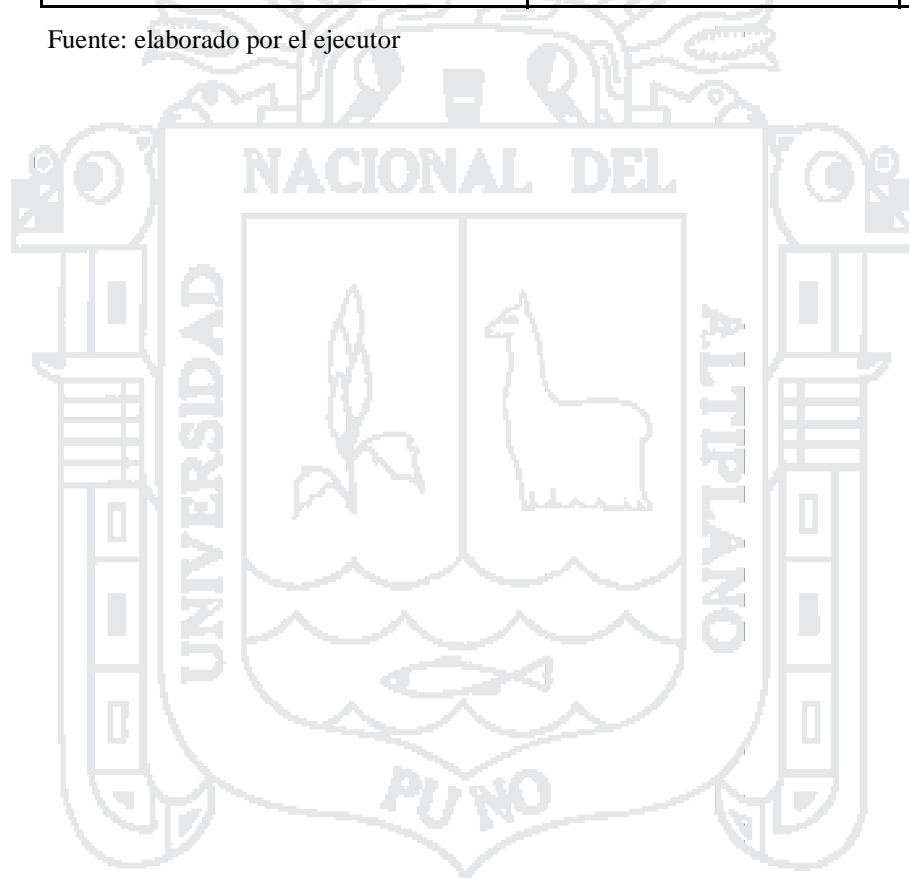 Fuente: elaborado por el ejecutor
NACIONAL DEL
UNIVERSIDAD
ALTIPLANO
PUNO